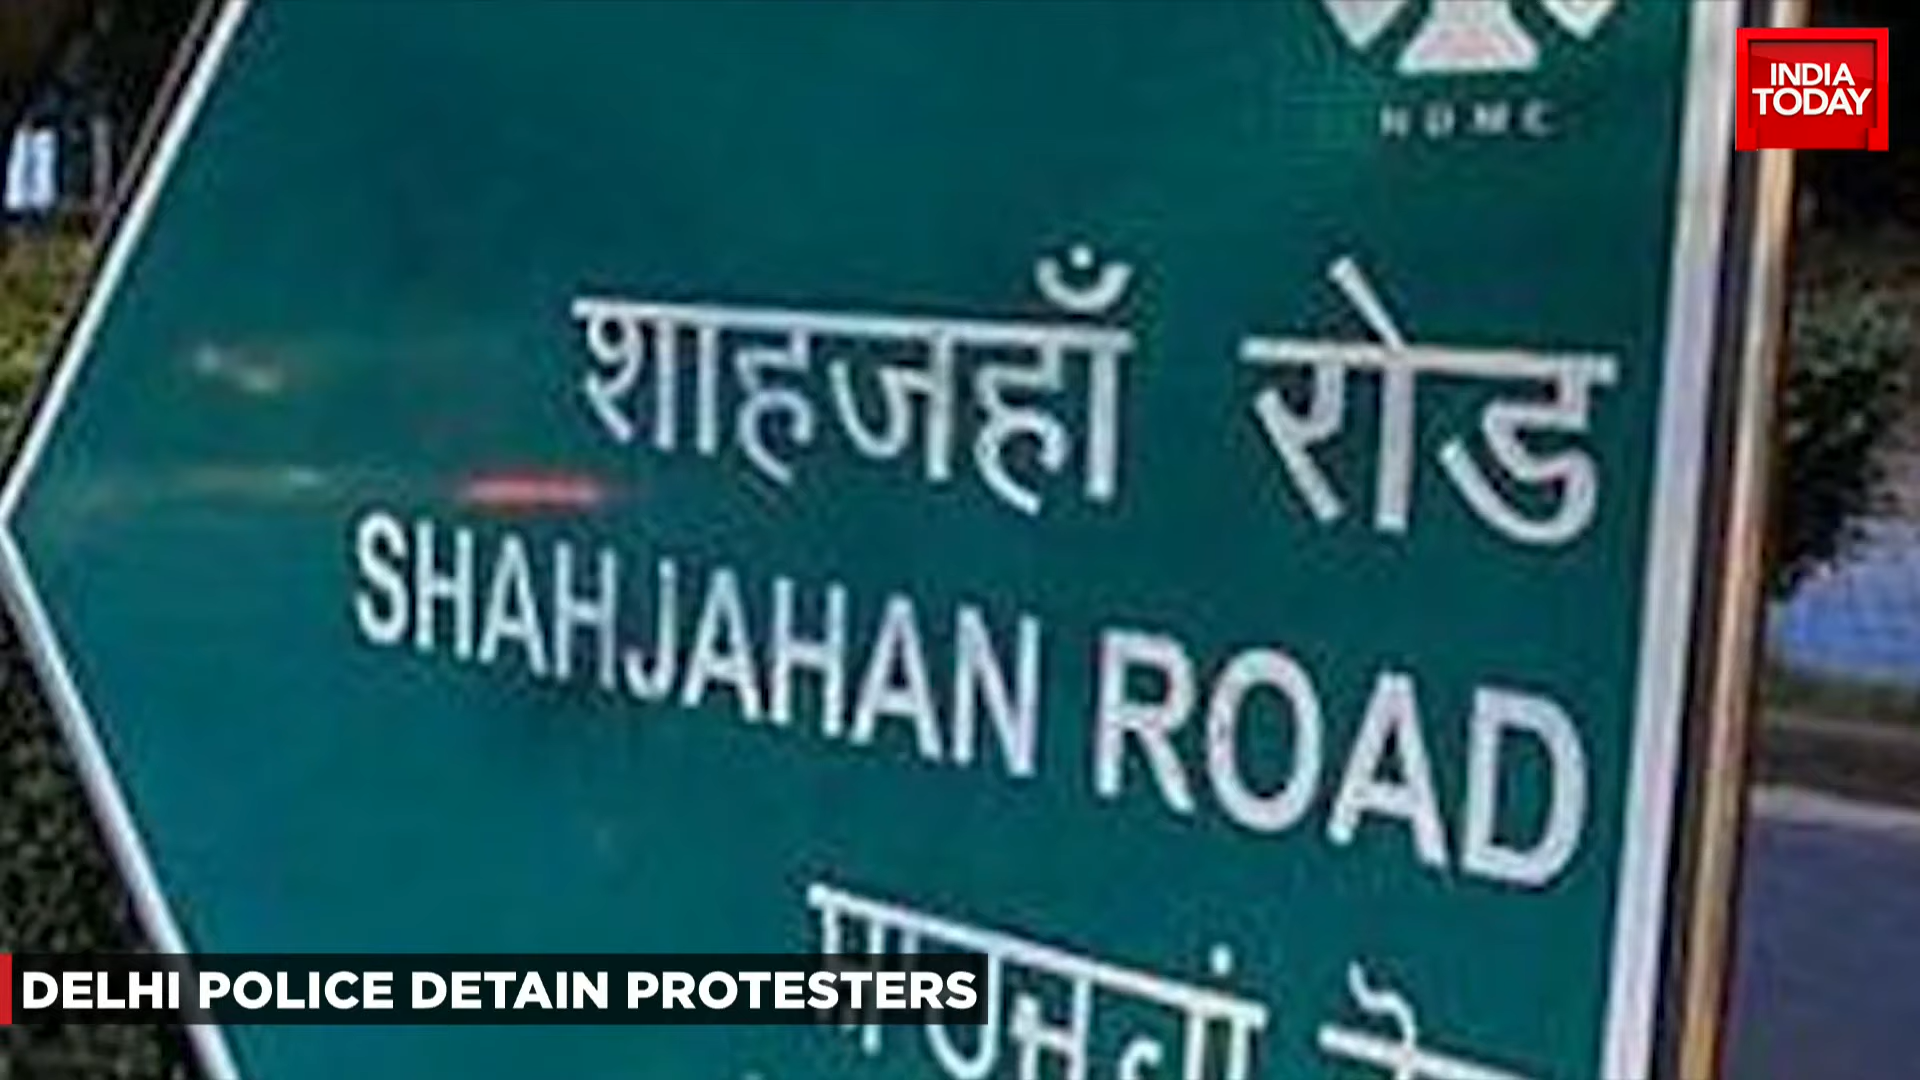 INDIA
TODAY
NDMC
शाहजहाँ रोड
SHAHJAHAN ROAD
DELHI POLICE DETAIN PROTESTERS